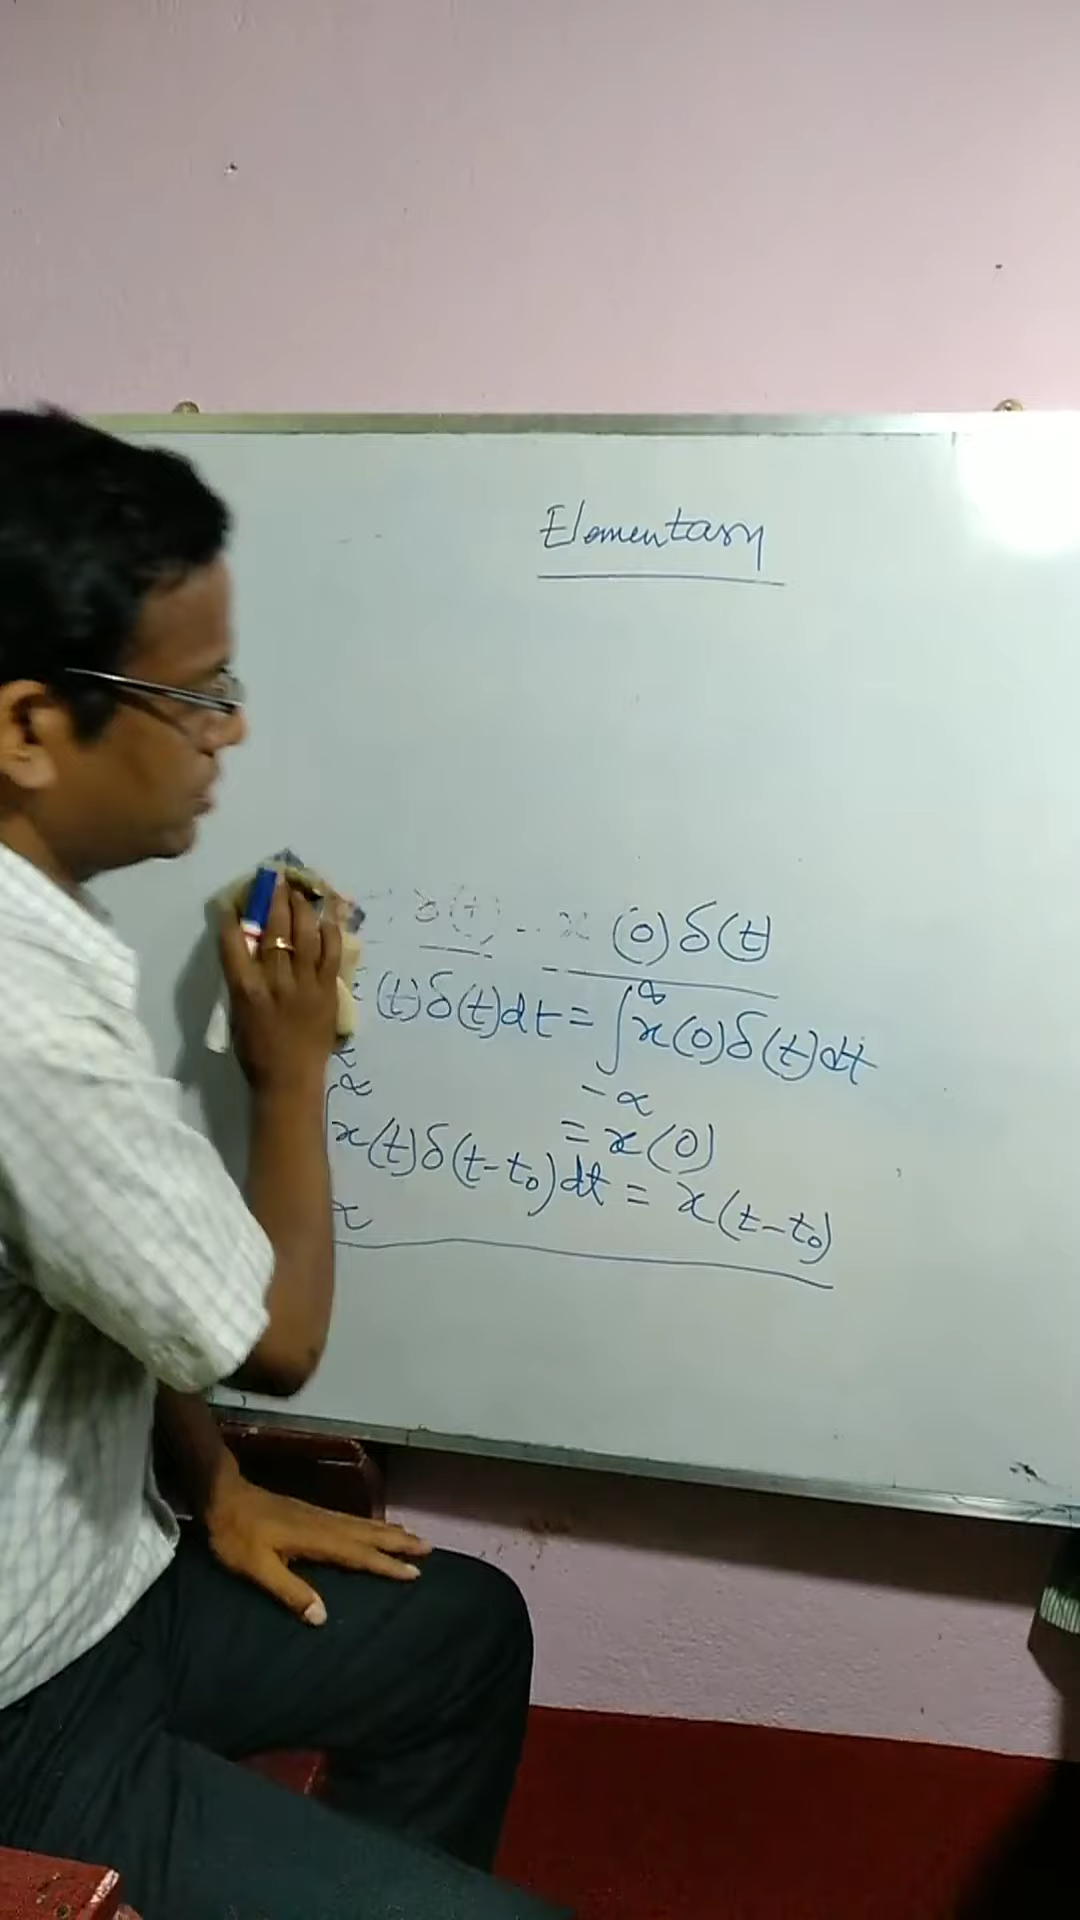 Elementary
δ(t) = x(0)δ(t)
x(t)δ(t)dt = ∫x(0)δ(t)dt
-∝ ∝
= x(0)
∫x(t)δ(t-t₀)dt = x(t-t₀)